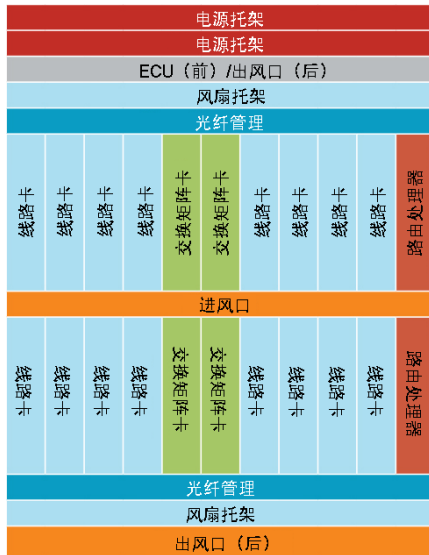 电源托架
电源托架
ECU（前）/出风口（后）
风扇托架
光纤管理
线路卡
线路卡
线路卡
线路卡
交换矩阵卡
交换矩阵卡
线路卡
线路卡
线路卡
线路卡
路由处理器
进风口
线路卡
线路卡
线路卡
线路卡
交换矩阵卡
交换矩阵卡
线路卡
线路卡
线路卡
线路卡
路由处理器
光纤管理
风扇托架
出风口（后）